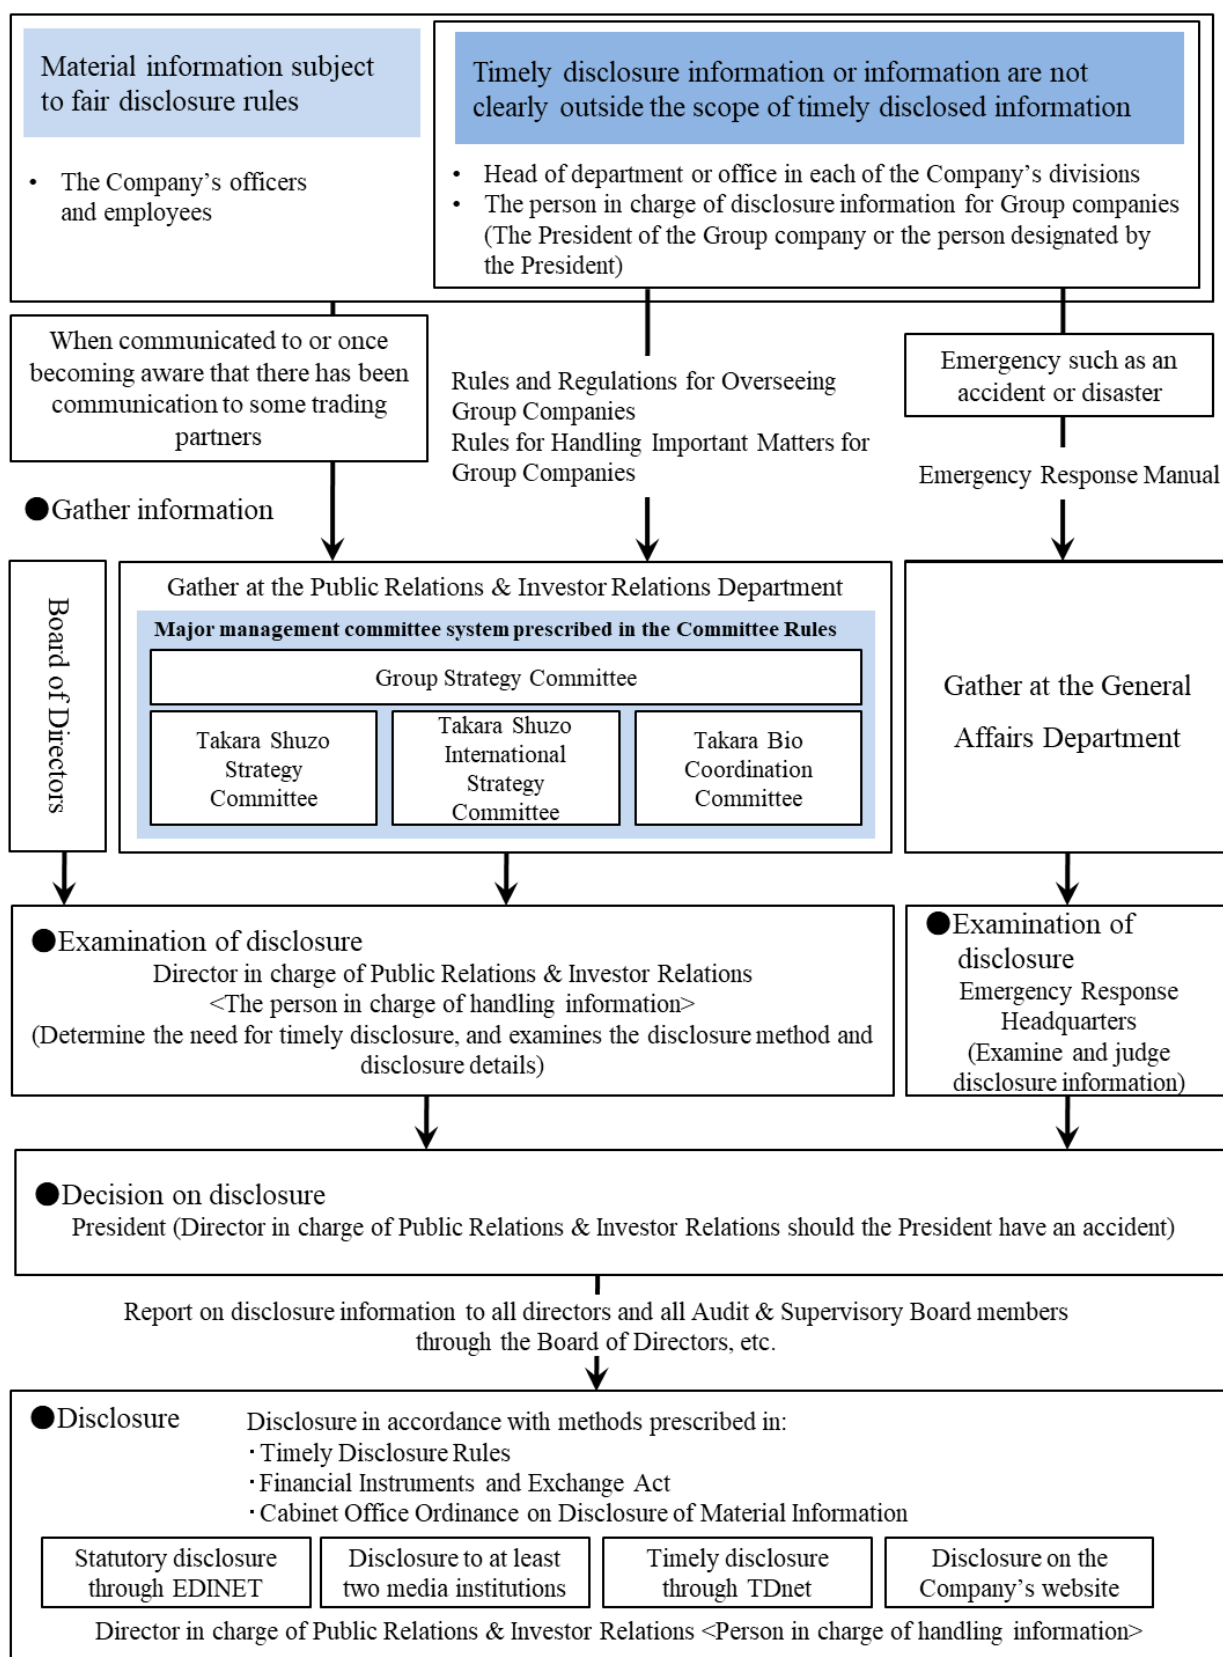 Material information subject
to fair disclosure rules
• The Company’s officers
and employees
Timely disclosure information or information are not
clearly outside the scope of timely disclosed information
• Head of department or office in each of the Company’s divisions
• The person in charge of disclosure information for Group companies
(The President of the Group company or the person designated by
the President)
When communicated to or once
becoming aware that there has been
communication to some trading
partners
Rules and Regulations for Overseeing
Group Companies
Rules for Handling Important Matters for
Group Companies
Emergency such as an
accident or disaster
Emergency Response Manual
●Gather information
Board of Directors
Gather at the Public Relations & Investor Relations Department
Major management committee system prescribed in the Committee Rules
Group Strategy Committee
Takara Shuzo
Strategy
Committee
Takara Shuzo
International
Strategy
Committee
Takara Bio
Coordination
Committee
Gather at the General
Affairs Department
●Examination of disclosure
Director in charge of Public Relations & Investor Relations
<The person in charge of handling information>
(Determine the need for timely disclosure, and examines the disclosure method and
disclosure details)
●Examination of
disclosure
Emergency Response
Headquarters
(Examine and judge
disclosure information)
●Decision on disclosure
President (Director in charge of Public Relations & Investor Relations should the President have an accident)
Report on disclosure information to all directors and all Audit & Supervisory Board members
through the Board of Directors, etc.
●Disclosure
Disclosure in accordance with methods prescribed in:
・Timely Disclosure Rules
・Financial Instruments and Exchange Act
・Cabinet Office Ordinance on Disclosure of Material Information
Statutory disclosure
through EDINET
Disclosure to at least
two media institutions
Timely disclosure
through TDnet
Disclosure on the
Company’s website
Director in charge of Public Relations & Investor Relations <Person in charge of handling information>